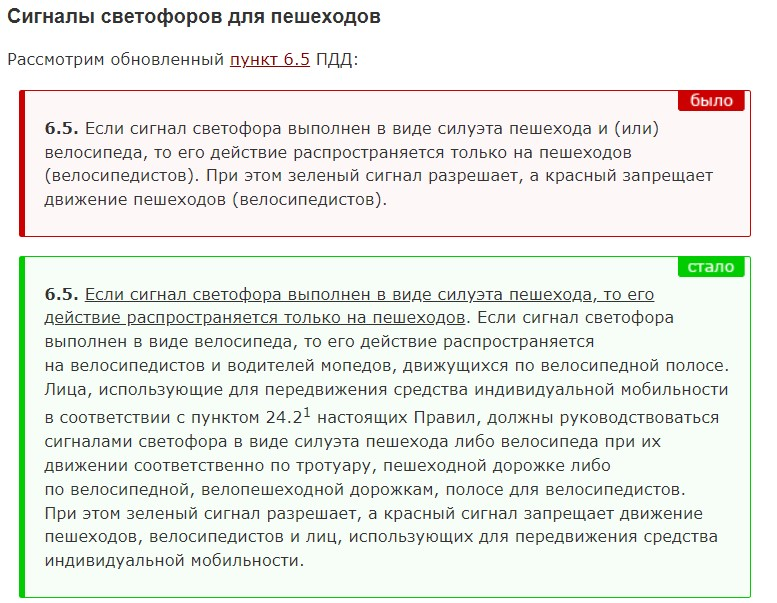 Сигналы светофоров для пешеходов
Рассмотрим обновленный пункт 6.5 ПДД:
было
6.5. Если сигнал светофора выполнен в виде силуэта пешехода и (или)
велосипеда, то его действие распространяется только на пешеходов
(велосипедистов). При этом зеленый сигнал разрешает, а красный запрещает
движение пешеходов (велосипедистов).
стало
6.5. Если сигнал светофора выполнен в виде силуэта пешехода, то его
действие распространяется только на пешеходов. Если сигнал светофора
выполнен в виде велосипеда, то его действие распространяется
на велосипедистов и водителей мопедов, движущихся по велосипедной полосе.
Лица, использующие для передвижения средства индивидуальной мобильности
в соответствии с пунктом 24.2¹ настоящих Правил, должны руководствоваться
сигналами светофора в виде силуэта пешехода либо велосипеда при их
движении соответственно по тротуару, пешеходной дорожке либо
по велосипедной, велопешеходной дорожкам, полосе для велосипедистов.
При этом зеленый сигнал разрешает, а красный сигнал запрещает движение
пешеходов, велосипедистов и лиц, использующих для передвижения средства
индивидуальной мобильности.